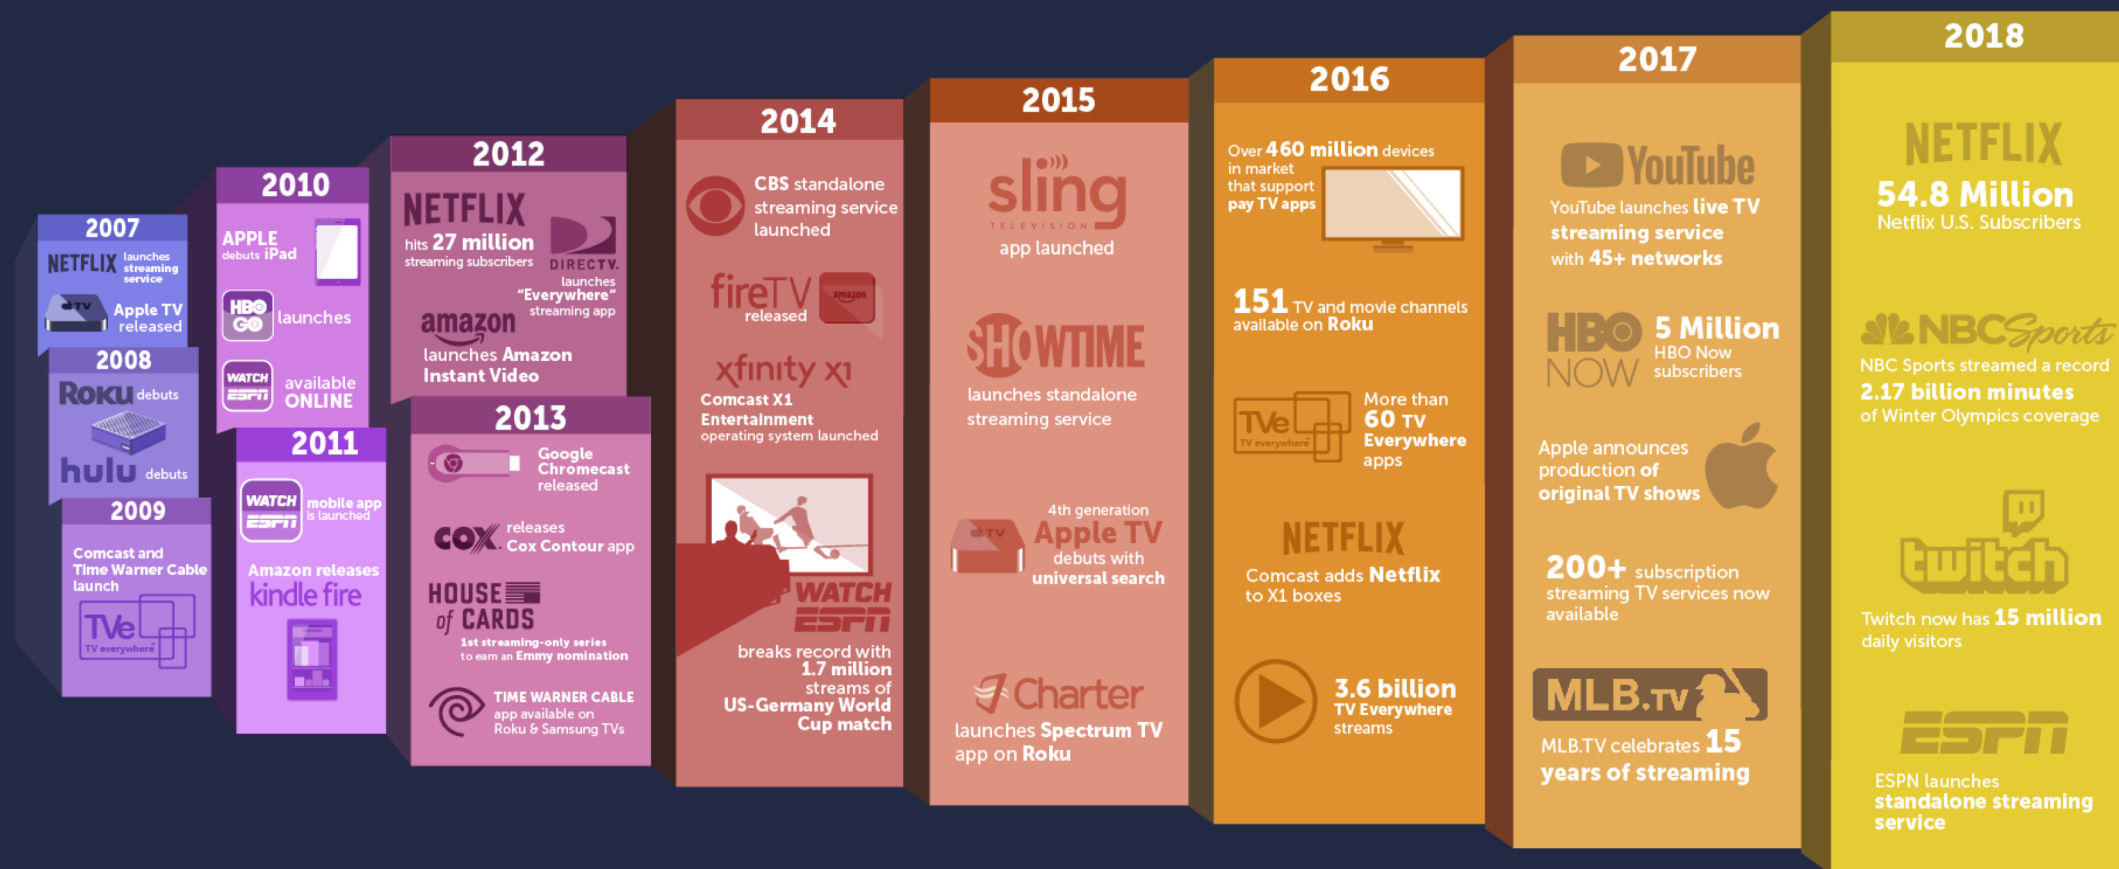 2007
NETFLIX launches
streaming
service
tv
Apple TV
released
2008
ROKU debuts
hulu debuts
2009
Comcast and
Time Warner Cable
launch
TVe
TV everywhere
2010
APPLE
debuts iPad
HBO
GO
launches
WATCH
ESPN
available
ONLINE
2011
WATCH
ESPN
mobile app
is launched
Amazon releases
kindle fire
2012
NETFLIX
hits 27 million
streaming subscribers
DIRECTV.
launches
"Everywhere"
streaming app
amazon
launches Amazon
Instant Video
2013
Google
Chromecast
released
COX
releases
Cox Contour app
HOUSE
of CARDS
1st streaming-only series
to earn an Emmy nomination
TIME WARNER CABLE
app available on
Roku & Samsung TVs
2014
CBS standalone
streaming service
launched
fireTV
released
amazon
xfinity X1
Comcast X1
Entertainment
operating system launched
WATCH
ESPN
breaks record with
1.7 million
streams of
US-Germany World
Cup match
2015
sling
TELEVISION
app launched
SHOWTIME
launches standalone
streaming service
tv
4th generation
Apple TV
debuts with
universal search
Charter
launches Spectrum TV
app on Roku
2016
Over 460 million devices
in market
that support
pay TV apps
151 TV and movie channels
available on Roku
TVe
TV everywhere
More than
60 TV
Everywhere
apps
NETFLIX
Comcast adds Netflix
to X1 boxes
3.6 billion
TV Everywhere
streams
2017
YouTube
YouTube launches live TV
streaming service
with 45+ networks
HBO
NOW
5 Million
HBO Now
subscribers
Apple announces
production of
original TV shows
200+ subscription
streaming TV services now
available
MLB.TV
MLB.TV celebrates 15
years of streaming
2018
NETFLIX
54.8 Million
Netflix U.S. Subscribers
NBC Sports
NBC Sports streamed a record
2.17 billion minutes
of Winter Olympics coverage
twitch
Twitch now has 15 million
daily visitors
ESPN
ESPN launches
standalone streaming
service